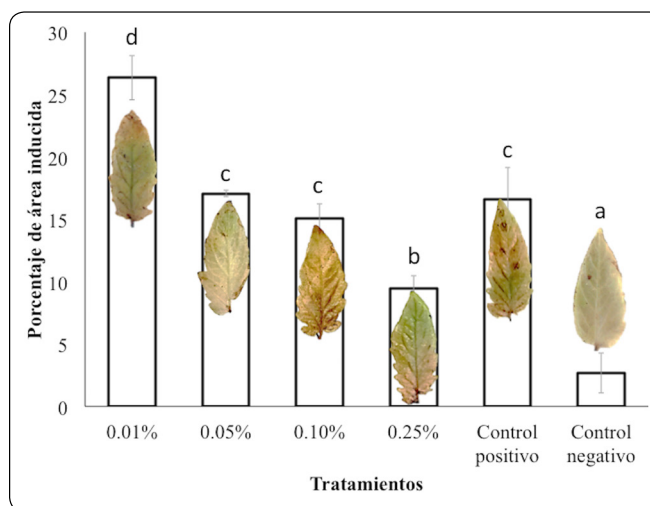 Porcentaje de área inducida
30
25
20
15
10
5
0
d
c
c
b
c
a
0.01%
0.05%
0.10%
0.25%
Control
positivo
Control
negativo
Tratamientos